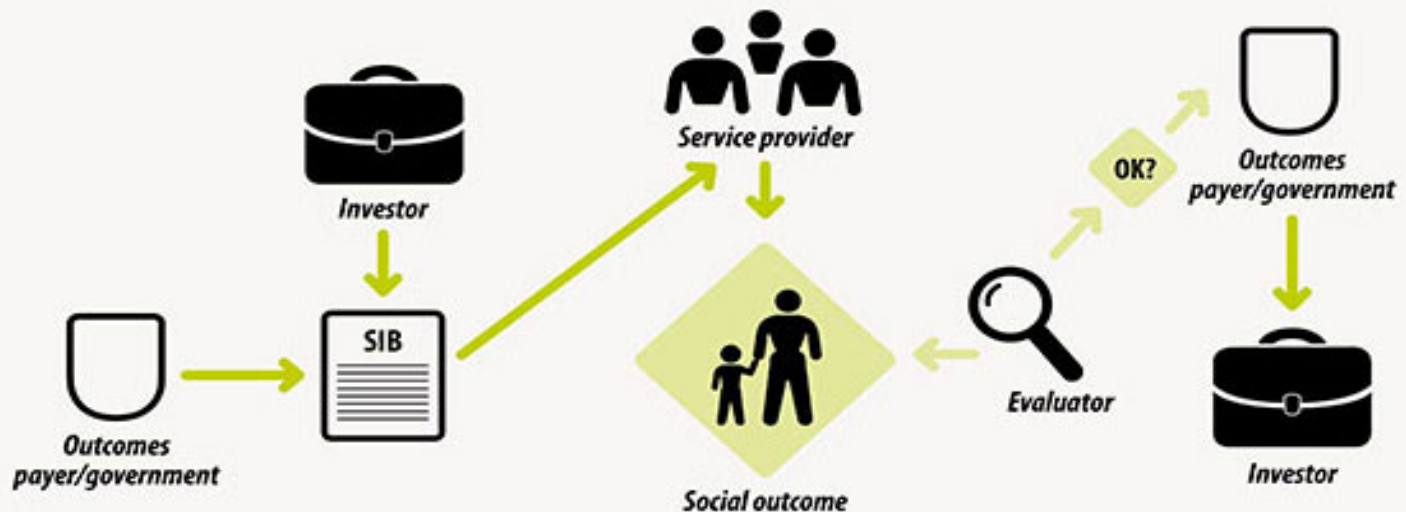 Investor
SIB
Outcomes
payer/government
Service provider
Social outcome
Evaluator
OK?
Outcomes
payer/government
Investor